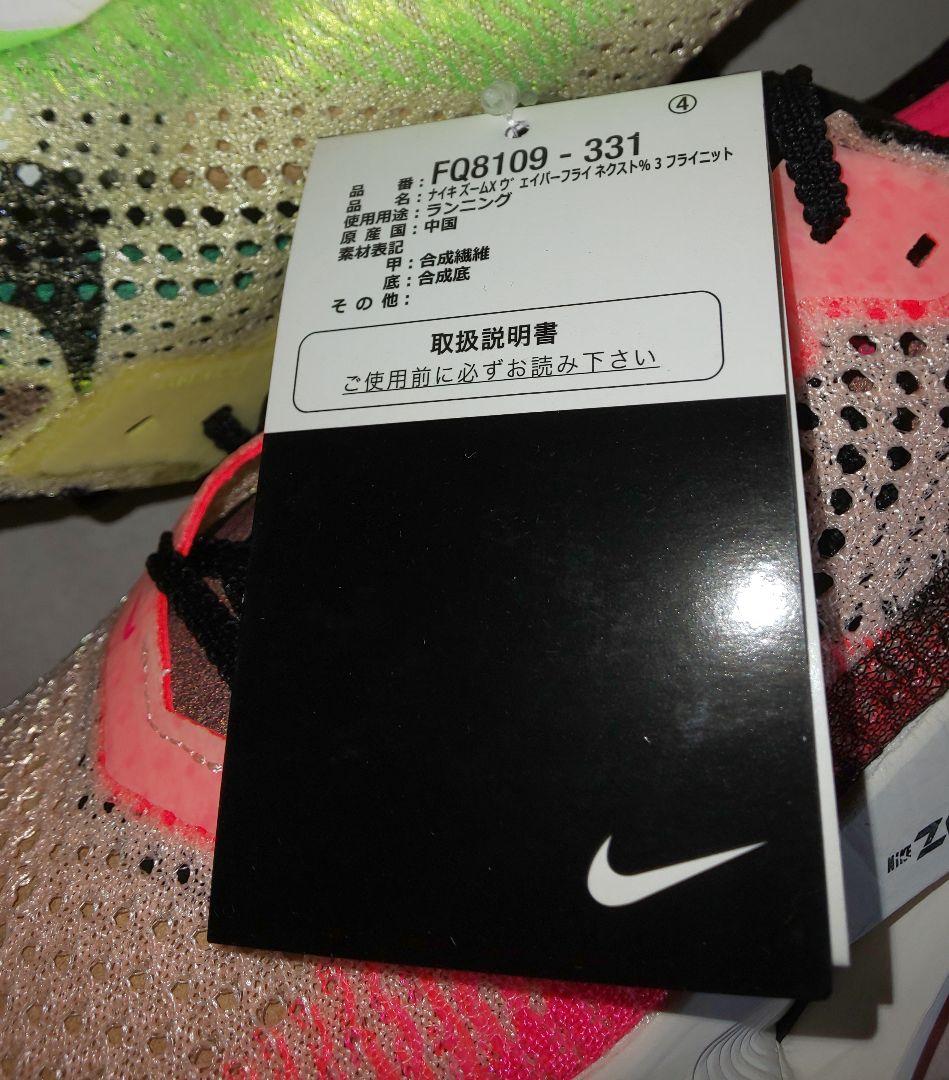 ④
品 番：FQ8109 - 331
品 名：ナイキ ズームX ヴェイパーフライ ネクスト% 3 フライニット
使用用途：ランニング
原 産 国：中国
素材表記
甲：合成繊維
底：合成底
そ の 他：
取扱説明書
ご使用前に必ずお読み下さい
NIKE